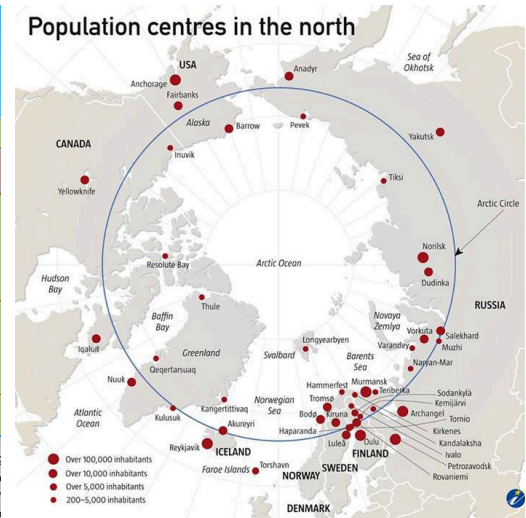 Population centres in the north
USA
Anchorage
Fairbanks
Alaska
Barrow
Anadyr
Pevek
Sea of
Okhotsk
Yakutsk
CANADA
Inuvik
Yellowknife
Tiksi
Arctic Circle
Norilsk
Dudinka
Resolute Bay
Arctic Ocean
Hudson
Bay
Thule
RUSSIA
Baffin
Bay
Novaya
Zemlya
Vorkuta
Salekhard
Varandey
Muzhi
Naryan-Mar
Iqaluit
Greenland
Qeqertarsuaq
Longyearbyen
Svalbard
Barents
Sea
Nuuk
Hammerfest
Murmansk
Teriberka
Sodankylä
Kemijärvi
Kangertittivaq
Norwegian
Sea
Tromsø
Archangel
Atlantic
Ocean
Kulusuk
Akureyri
Bodø
Kiruna
Tornio
Haparanda
Kirkenes
Kandalaksha
Reykjavik
ICELAND
Luleå
Oulu
FINLAND
Ivalo
Petrozavodsk
Rovaniemi
Faroe Islands
Torshavn
NORWAY
SWEDEN
DENMARK
Over 100,000 inhabitants
Over 10,000 inhabitants
Over 5,000 inhabitants
200–5,000 inhabitants